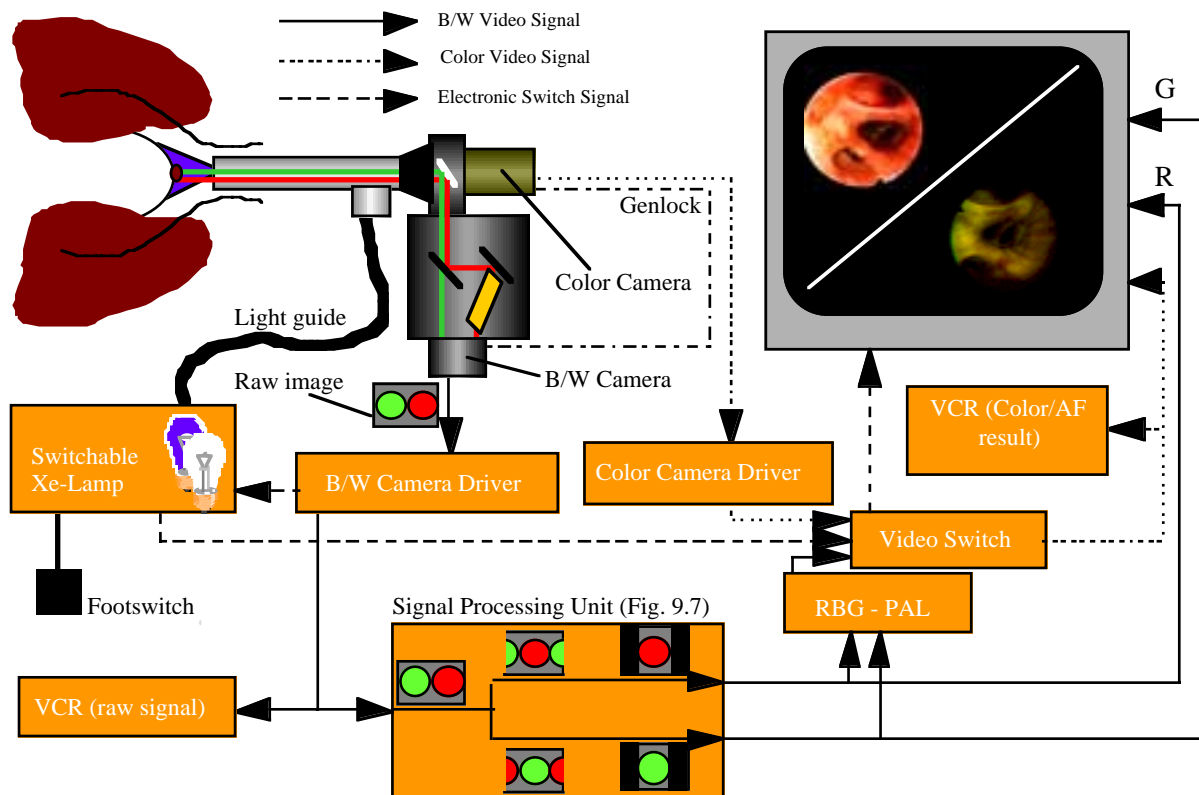 B/W Video Signal
Color Video Signal
Electronic Switch Signal
G
R
Genlock
Color Camera
Light guide
B/W Camera
Raw image
VCR (Color/AF
result)
Switchable
Xe-Lamp
B/W Camera Driver
Color Camera Driver
Video Switch
Footswitch
RBG - PAL
Signal Processing Unit (Fig. 9.7)
VCR (raw signal)